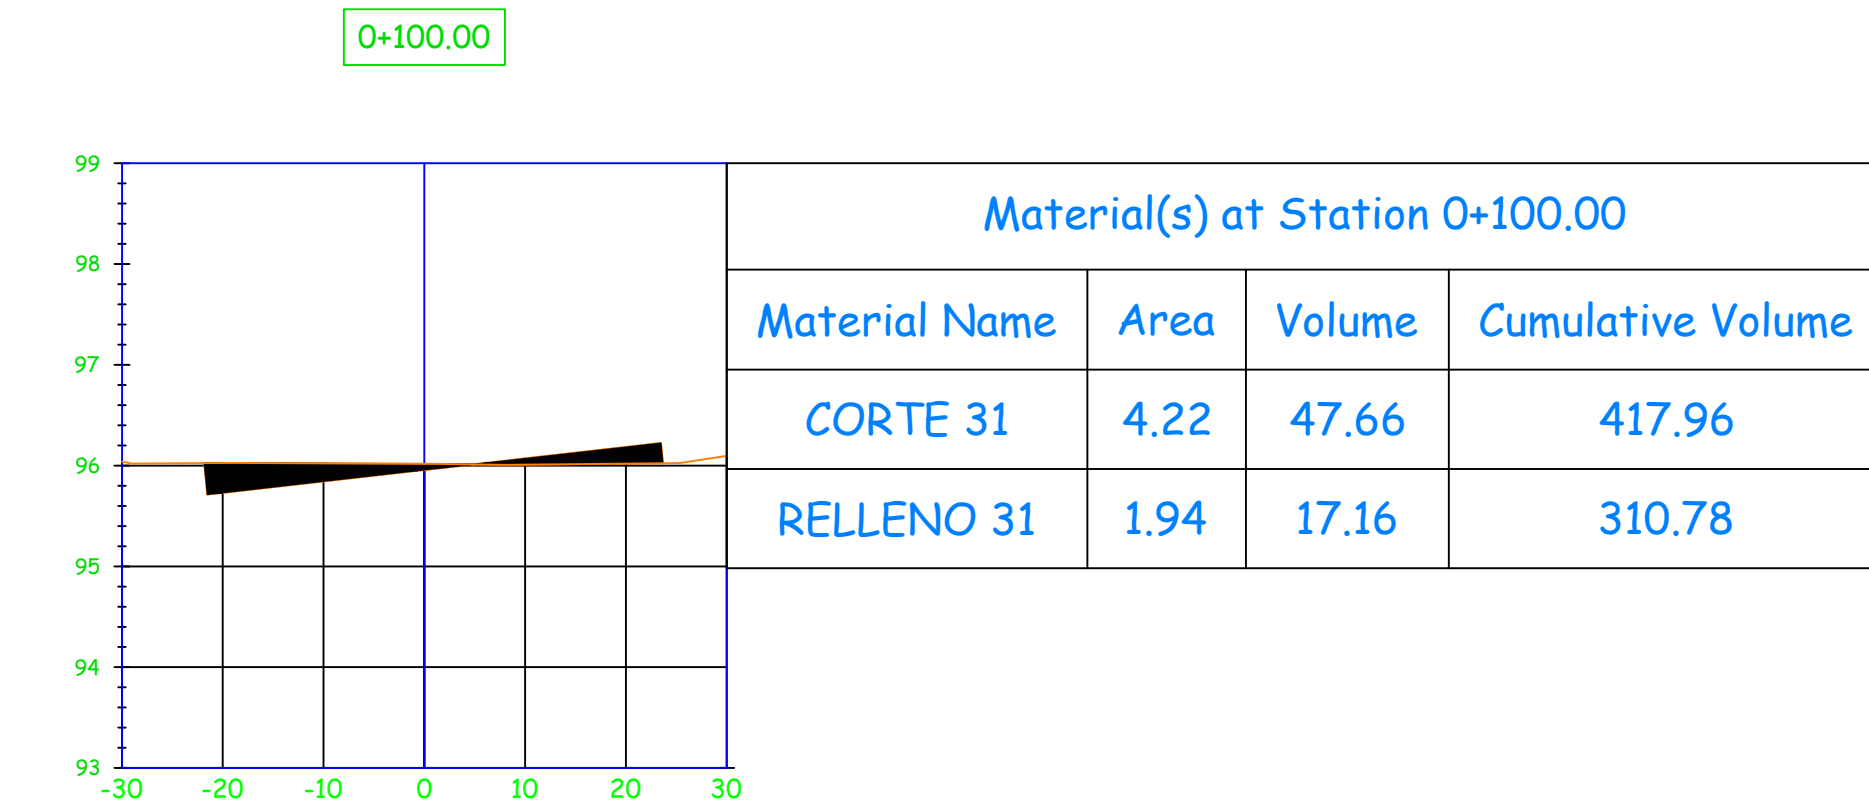 0+100.00
99
98
97
96
95
94
93
-30 -20 -10 0 10 20 30
Material(s) at Station 0+100.00
Material Name Area Volume Cumulative Volume
CORTE 31 4.22 47.66 417.96
RELLENO 31 1.94 17.16 310.78